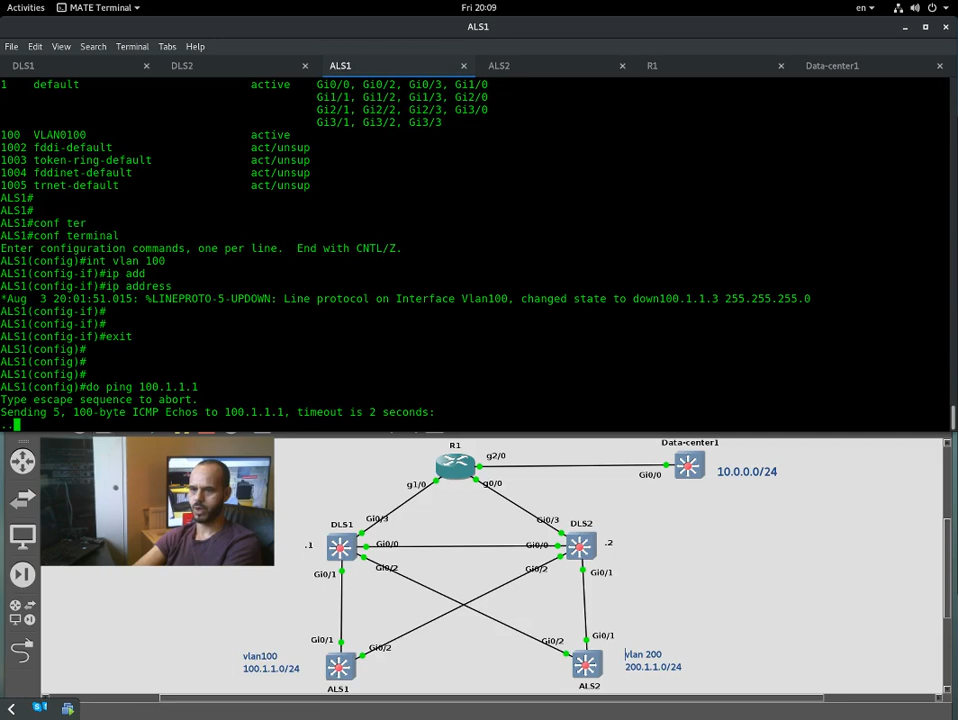 Activities MATE Terminal Fri 20:09 en
ALS1
File Edit View Search Terminal Tabs Help
DLS1 × DLS2 × ALS1 × ALS2 × R1 × Data-center1 ×
1 default active Gi0/0, Gi0/2, Gi0/3, Gi1/0
Gi1/1, Gi1/2, Gi1/3, Gi2/0
Gi2/1, Gi2/2, Gi2/3, Gi3/0
Gi3/1, Gi3/2, Gi3/3
100 VLAN0100 active
1002 fddi-default act/unsup
1003 token-ring-default act/unsup
1004 fddinet-default act/unsup
1005 trnet-default act/unsup
ALS1#
ALS1#
ALS1#conf ter
ALS1#conf terminal
Enter configuration commands, one per line. End with CNTL/Z.
ALS1(config)#int vlan 100
ALS1(config-if)#ip add
ALS1(config-if)#ip address
*Aug 3 20:01:51.015: %LINEPROTO-5-UPDOWN: Line protocol on Interface Vlan100, changed state to down100.1.1.3 255.255.255.0
ALS1(config-if)#
ALS1(config-if)#
ALS1(config-if)#exit
ALS1(config)#
ALS1(config)#
ALS1(config)#
ALS1(config)#do ping 100.1.1.1
Type escape sequence to abort.
Sending 5, 100-byte ICMP Echos to 100.1.1.1, timeout is 2 seconds:
..
R1 g2/0 Data-center1
Gi0/0 10.0.0.0/24
g1/0 g0/0
DLS1 Gi0/3 Gi0/3 DLS2
.1 Gi0/0 Gi0/0 .2
Gi0/1 Gi0/2 Gi0/2 Gi0/1
Gi0/1 Gi0/2 Gi0/2 Gi0/1
vlan100 vlan 200
100.1.1.0/24 200.1.1.0/24
ALS1 ALS2